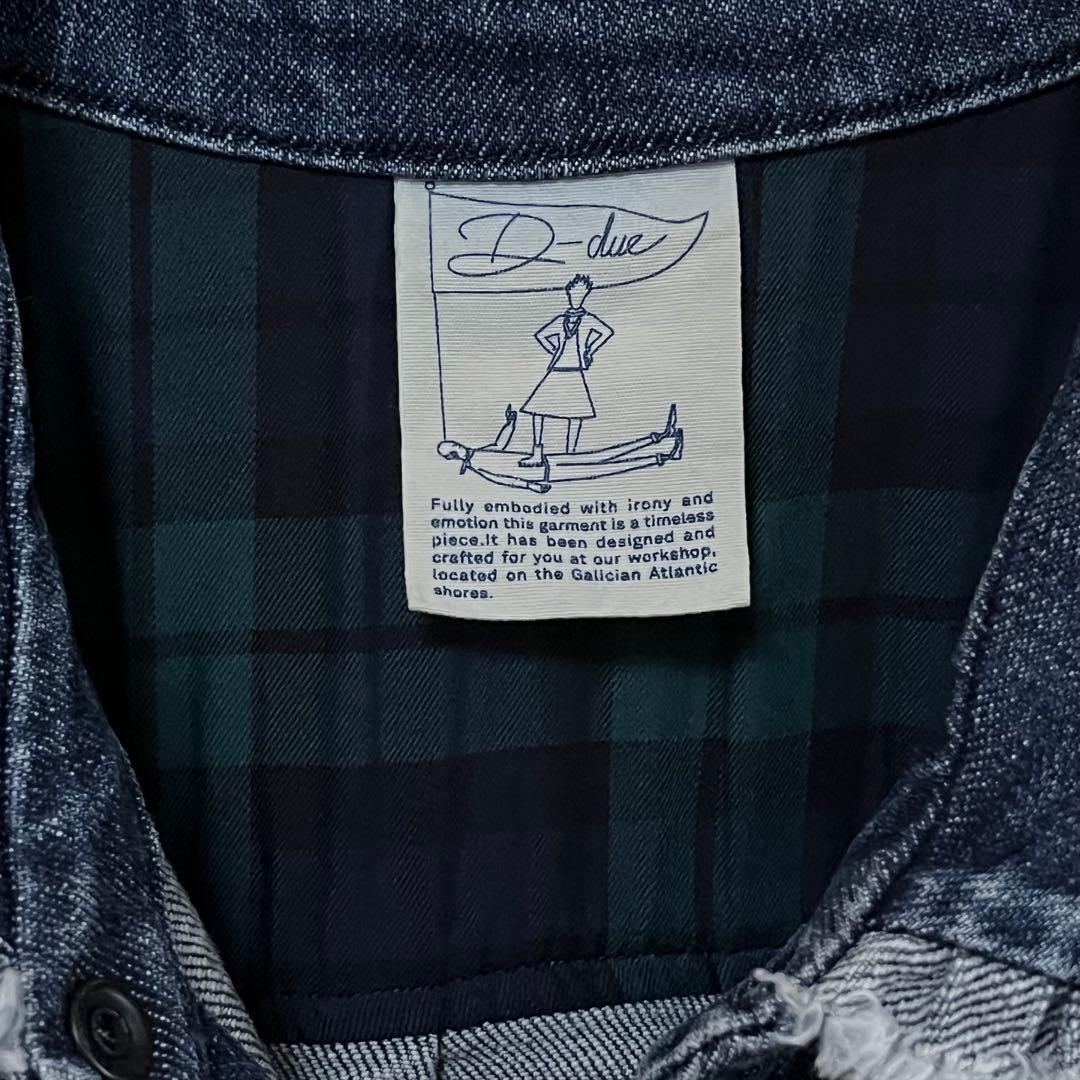 D-due
Fully embodied with irony and
emotion this garment is a timeless
piece.It has been designed and
crafted for you at our workshop,
located on the Galician Atlantic
shores.